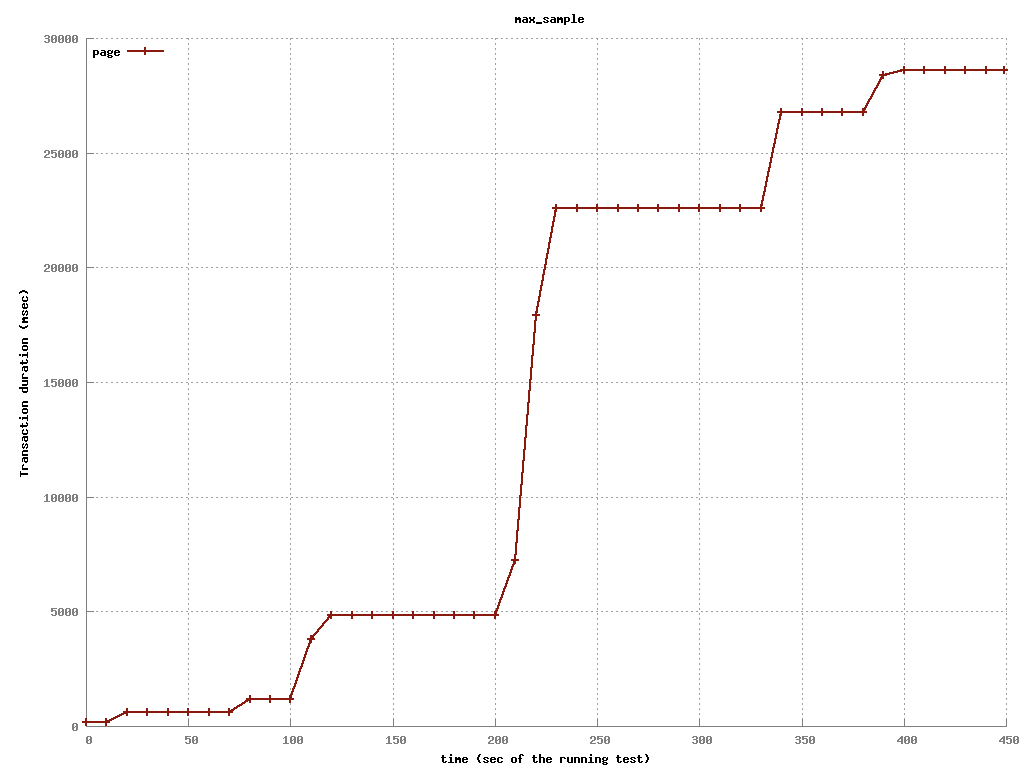 max_sample
30000
page
25000
20000
15000
10000
5000
0
Transaction duration (msec)
0 50 100 150 200 250 300 350 400 450
time (sec of the running test)